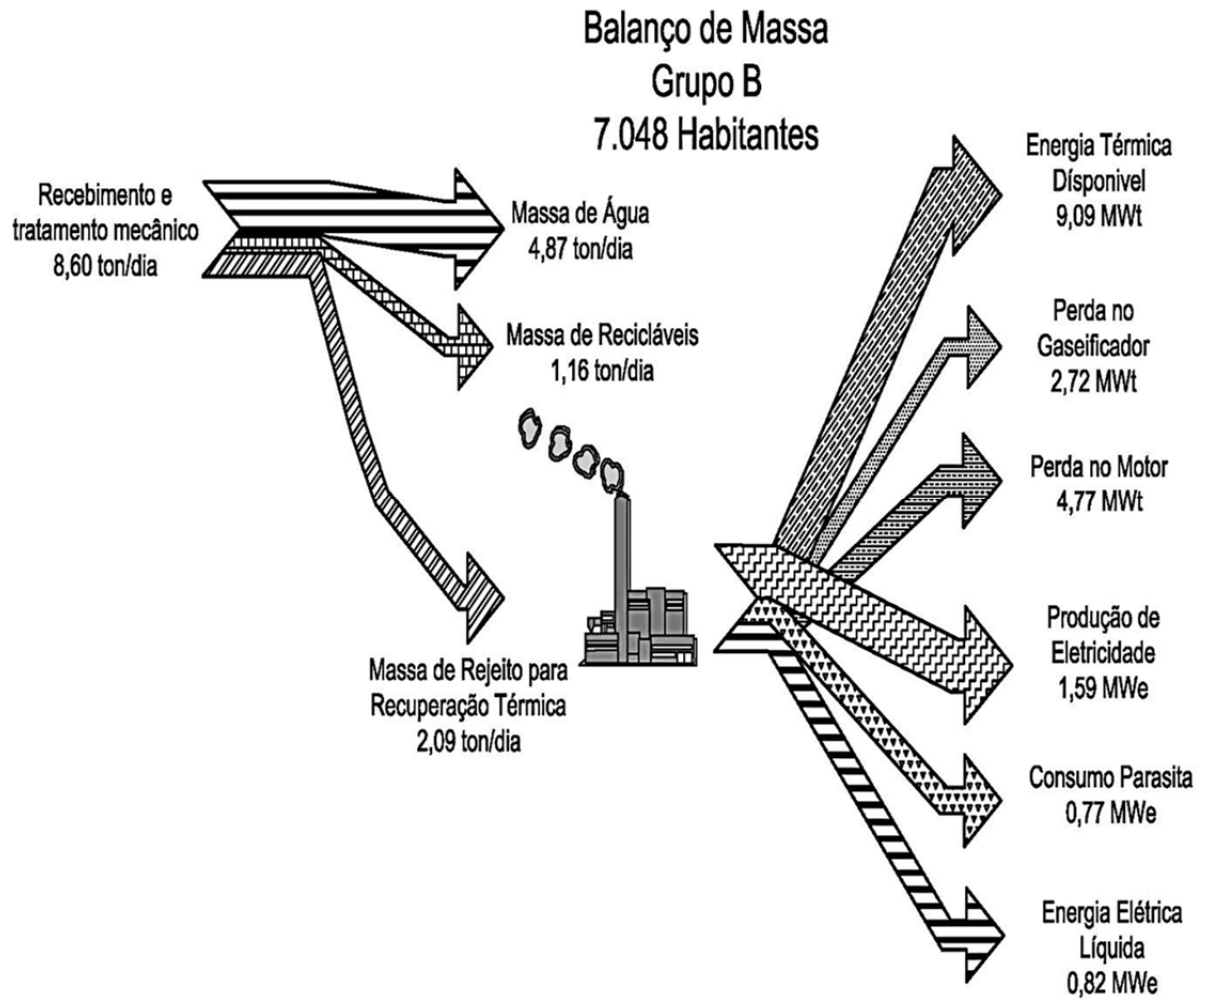 Balanço de Massa
Grupo B
7.048 Habitantes
Recebimento e
tratamento mecânico
8,60 ton/dia
Massa de Água
4,87 ton/dia
Massa de Recicláveis
1,16 ton/dia
Massa de Rejeito para
Recuperação Térmica
2,09 ton/dia
Energia Térmica
Dísponivel
9,09 MWt
Perda no
Gaseificador
2,72 MWt
Perda no Motor
4,77 MWt
Produção de
Eletricidade
1,59 MWe
Consumo Parasita
0,77 MWe
Energia Elétrica
Líquida
0,82 MWe